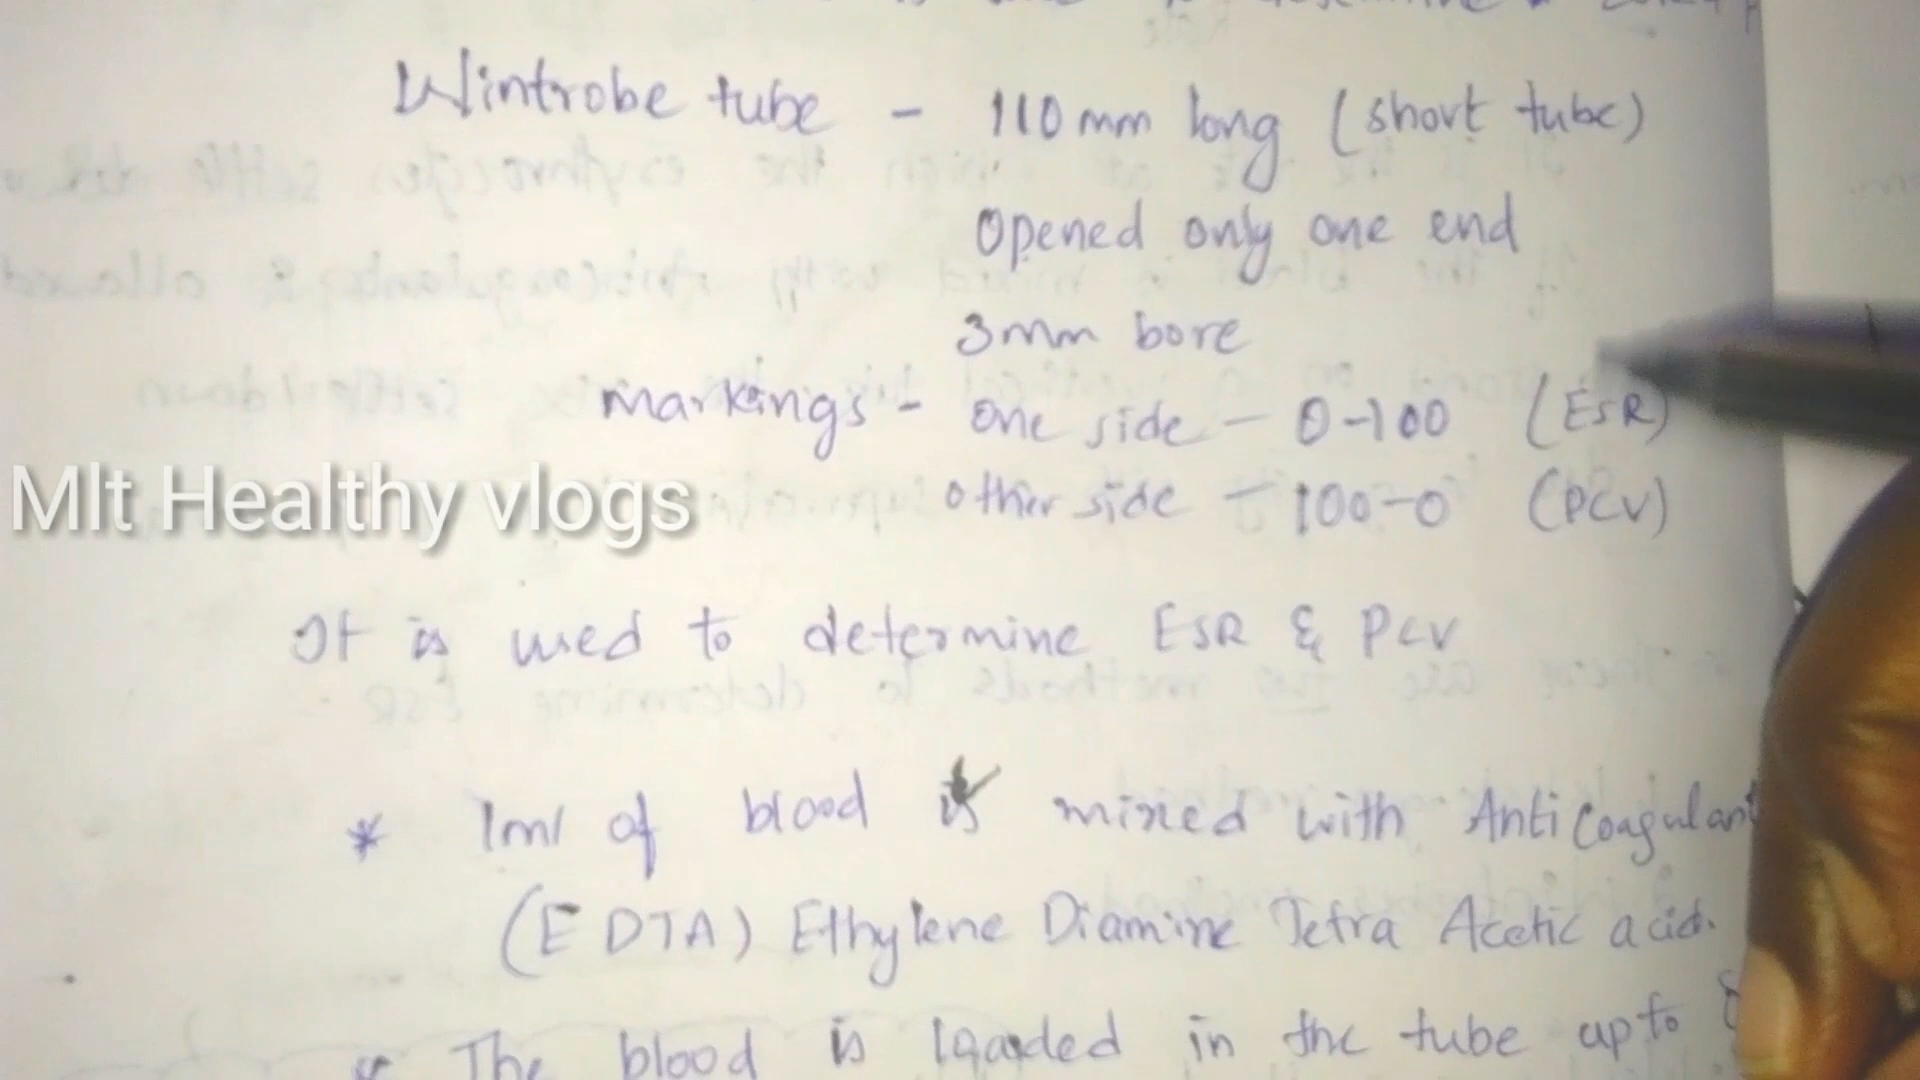 Wintrobe tube - 110 mm long (short tube)
Opened only one end
3mm bore
markings - one side - 0-100 (ESR)
other side - 100-0 (PCV)
Mlt Healthy vlogs
It is used to determine ESR & PCV
* 1ml of blood is mixed with Anti coagulant
(EDTA) Ethylene Diamine Tetra Acetic acid.
* The blood is loaded in the tube upto